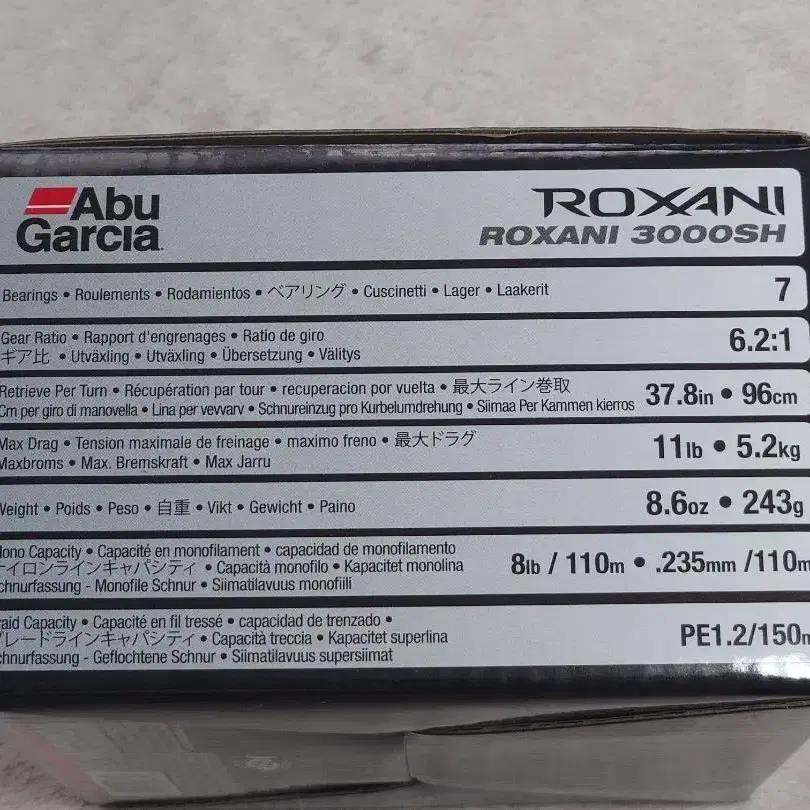 Abu
Garcia
ROXANI
ROXANI 3000SH
Bearings • Roulements • Rodamientos • ベアリング • Cuscinetti • Lager • Laakerit
7
Gear Ratio • Rapport d'engrenages • Ratio de giro
ギア比 • Utväxling • Utväxling • Übersetzung • Välitys
6.2:1
Retrieve Per Turn • Récupération par tour • recuperacion por vuelta • 最大ライン巻取
Cm per giro di manovella • Lina per vevvarv • Schnureinzug pro Kurbelumdrehung • Siimaa Per Kammen kierros
37.8in • 96cm
Max Drag • Tension maximale de freinage • maximo freno • 最大ドラグ
Maxbroms • Max. Bremskraft • Max Jarru
11lb • 5.2kg
Weight • Poids • Peso • 自重 • Vikt • Gewicht • Paino
8.6oz • 243g
Mono Capacity • Capacité en monofilament • capacidad de monofilamento
ナイロンラインキャパシティ • Capacità monofilo • Kapacitet monolina
chnurfassung - Monofile Schnur • Siimatilavuus monofiili
8lb / 110m • .235mm /110m
raid Capacity • Capacité en fil tressé • capacidad de trenzado •
ブレードラインキャパシティ • Capacità treccia • Kapacitet superlina
chnurfassung - Geflochtene Schnur • Siimatilavuus supersiimat
PE1.2/150m